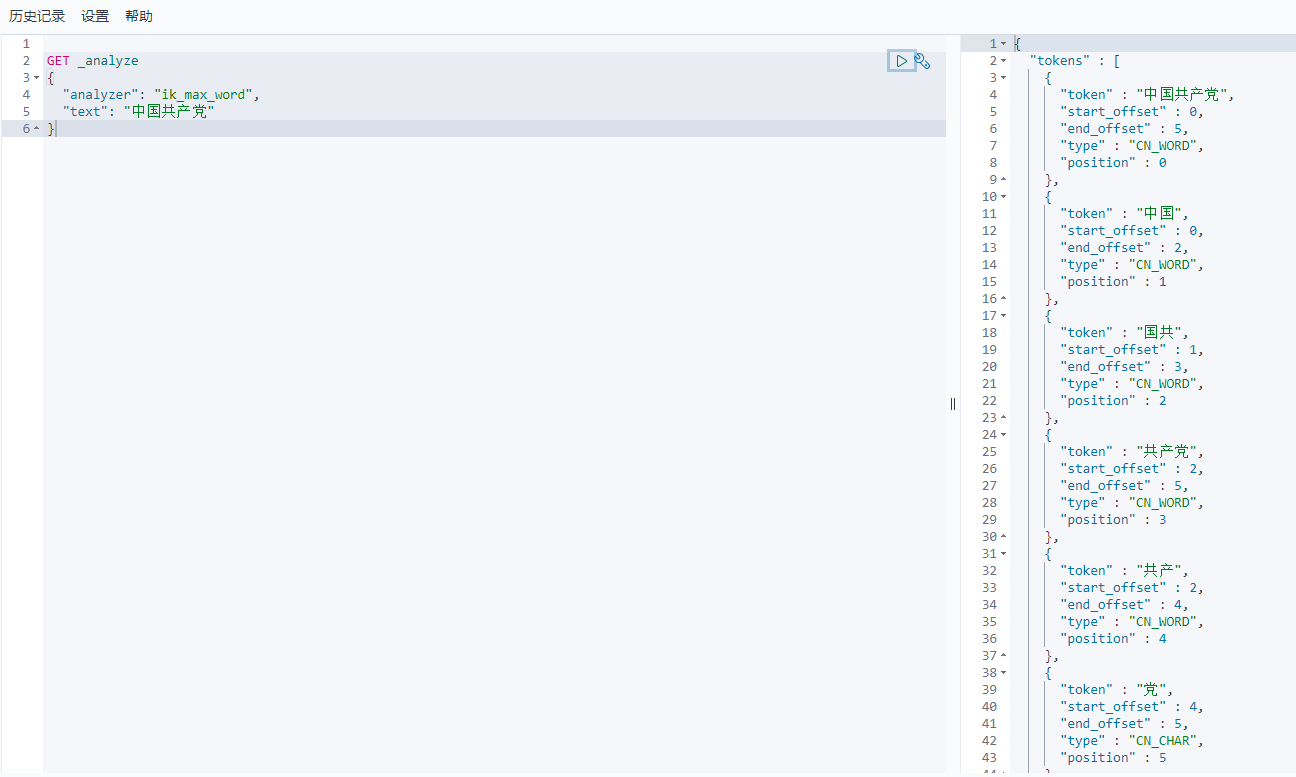 历史记录 设置 帮助
1
2 GET _analyze
3 {
4 "analyzer": "ik_max_word",
5 "text": "中国共产党"
6 }
1 {
2 "tokens" : [
3 {
4 "token" : "中国共产党",
5 "start_offset" : 0,
6 "end_offset" : 5,
7 "type" : "CN_WORD",
8 "position" : 0
9 },
10 {
11 "token" : "中国",
12 "start_offset" : 0,
13 "end_offset" : 2,
14 "type" : "CN_WORD",
15 "position" : 1
16 },
17 {
18 "token" : "国共",
19 "start_offset" : 1,
20 "end_offset" : 3,
21 "type" : "CN_WORD",
22 "position" : 2
23 },
24 {
25 "token" : "共产党",
26 "start_offset" : 2,
27 "end_offset" : 5,
28 "type" : "CN_WORD",
29 "position" : 3
30 },
31 {
32 "token" : "共产",
33 "start_offset" : 2,
34 "end_offset" : 4,
35 "type" : "CN_WORD",
36 "position" : 4
37 },
38 {
39 "token" : "党",
40 "start_offset" : 4,
41 "end_offset" : 5,
42 "type" : "CN_CHAR",
43 "position" : 5